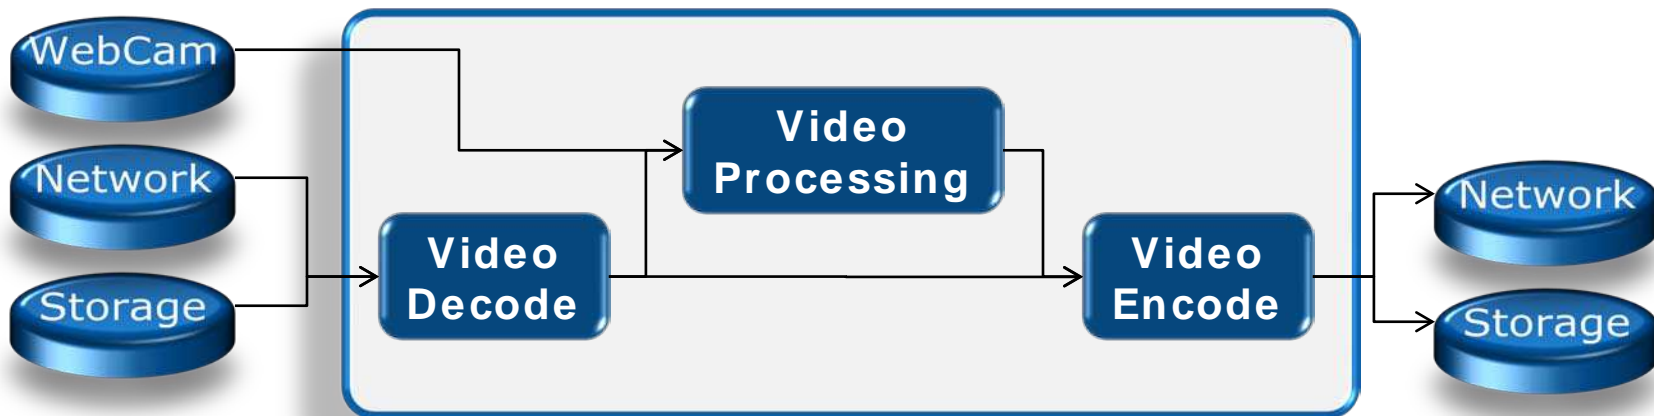 WebCam
Network
Storage
Video
Decode
Video
Processing
Video
Encode
Network
Storage